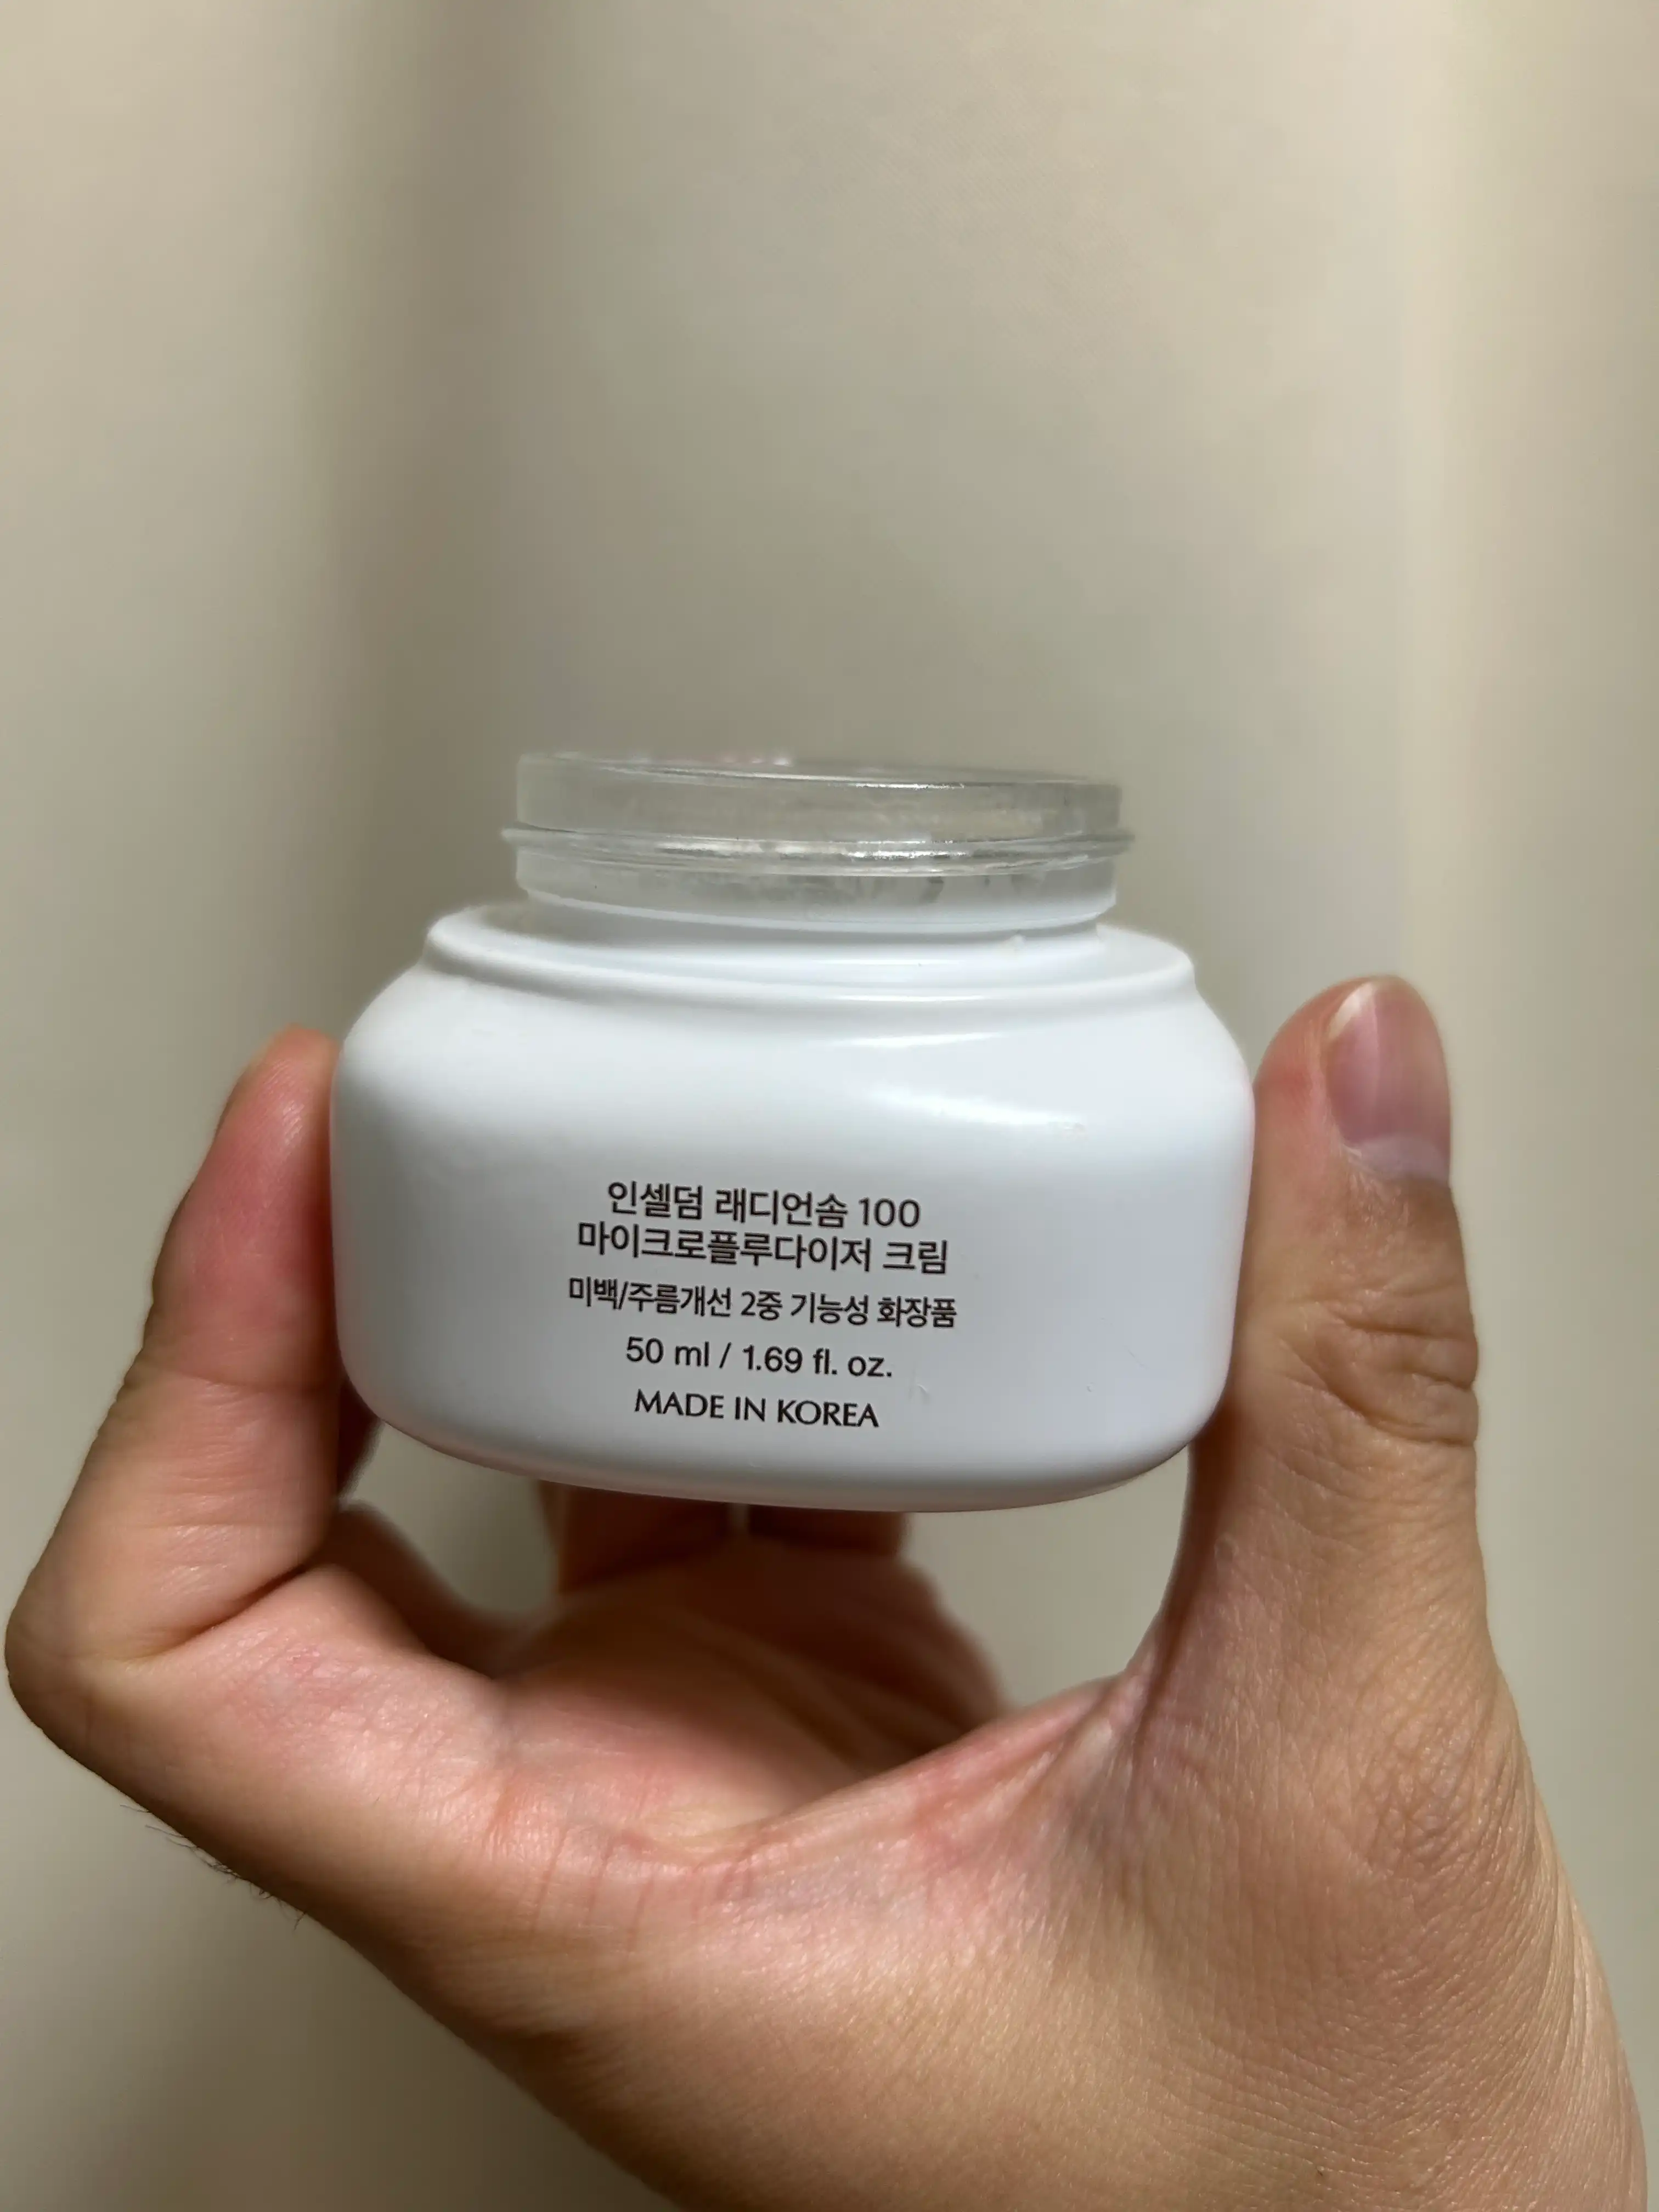 인셀덤 래디언솜 100
마이크로플루다이저 크림
미백/주름개선 2중 기능성 화장품
50 ml / 1.69 fl. oz.
MADE IN KOREA